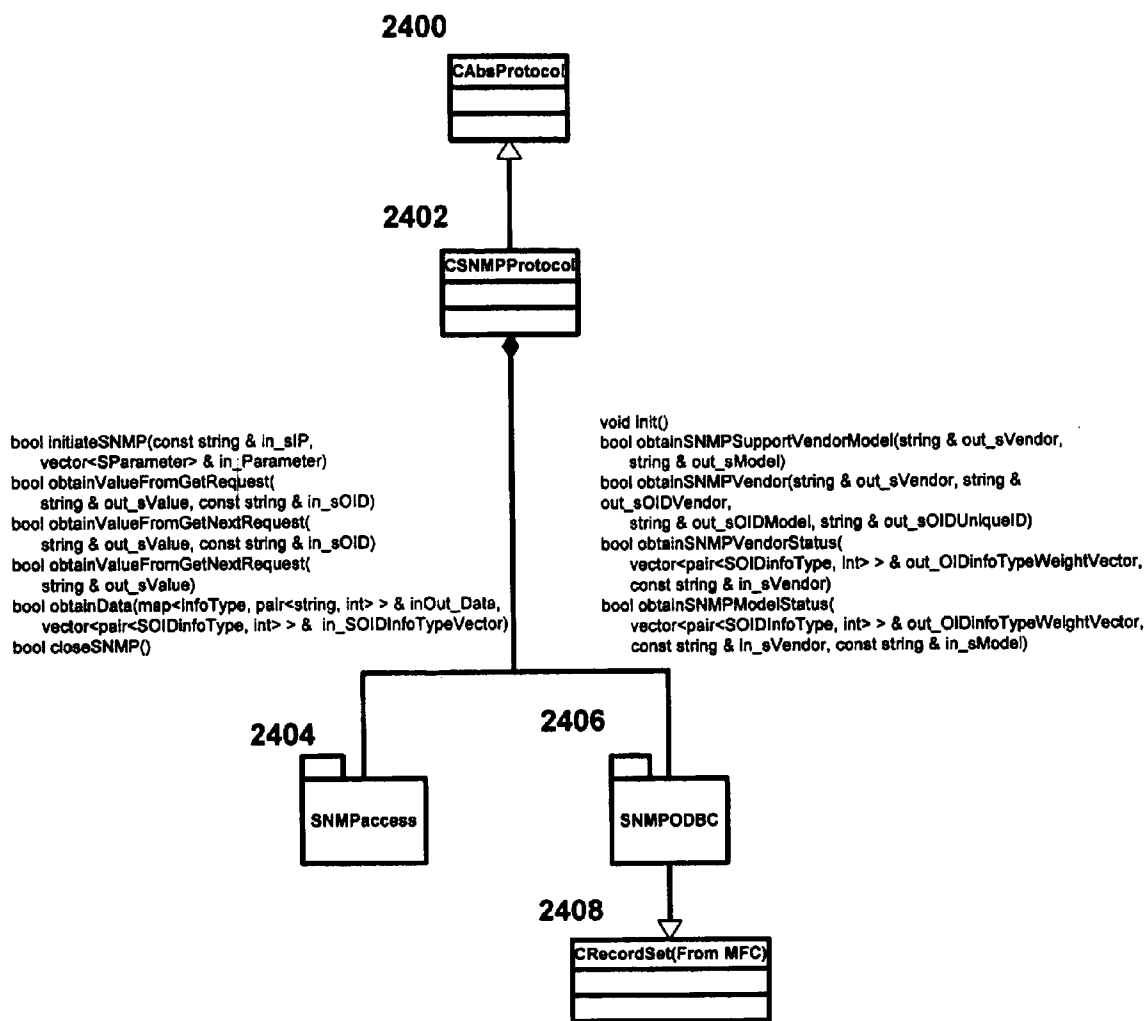 2400
CAbsProtocol
2402
CSNMPProtocol
bool initiateSNMP(const string & in_sIP,
vector<SParameter> & in_Parameter)
bool obtainValueFromGetRequest(
string & out_sValue, const string & in_sOID)
bool obtainValueFromGetNextRequest(
string & out_sValue, const string & in_sOID)
bool obtainValueFromGetNextRequest(
string & out_sValue)
bool obtainData(map<infoType, pair<string, int> > & inOut_Data,
vector<pair<SOIDinfoType, int> > & in_SOIDInfoTypeVector)
bool closeSNMP()
void init()
bool obtainSNMPSupportVendorModel(string & out_sVendor,
string & out_sModel)
bool obtainSNMPVendor(string & out_sVendor, string &
out_sOIDVendor,
string & out_sOIDModel, string & out_sOIDUniqueID)
bool obtainSNMPVendorStatus(
vector<pair<SOIDinfoType, int> > & out_OIDinfoTypeWeightVector,
const string & in_sVendor)
bool obtainSNMPModelStatus(
vector<pair<SOIDInfoType, int> > & out_OIDinfoTypeWeightVector,
const string & in_sVendor, const string & in_sModel)
2404
SNMPaccess
2406
SNMPODBC
2408
CRecordSet(From MFC)